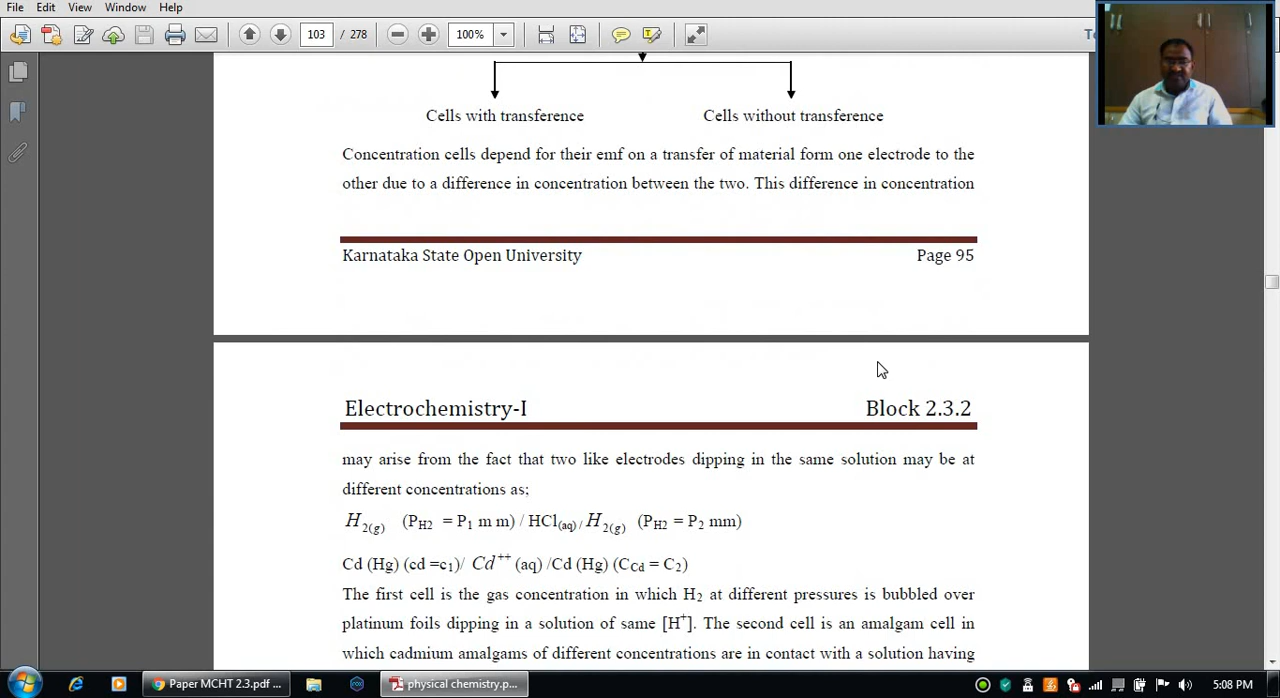 File Edit View Window Help
103 / 278 100%
Cells with transference Cells without transference
Concentration cells depend for their emf on a transfer of material form one electrode to the
other due to a difference in concentration between the two. This difference in concentration
Karnataka State Open University Page 95
Electrochemistry-I Block 2.3.2
may arise from the fact that two like electrodes dipping in the same solution may be at
different concentrations as;
H2(g) (PH2 = P1 m m) / HCl(aq) / H2(g) (PH2 = P2 mm)
Cd (Hg) (cd =c1)/ Cd++ (aq) /Cd (Hg) (CCd = C2)
The first cell is the gas concentration in which H2 at different pressures is bubbled over
platinum foils dipping in a solution of same [H+]. The second cell is an amalgam cell in
which cadmium amalgams of different concentrations are in contact with a solution having
Paper MCHT 2.3.pdf ... physical chemistry.p... 5:08 PM